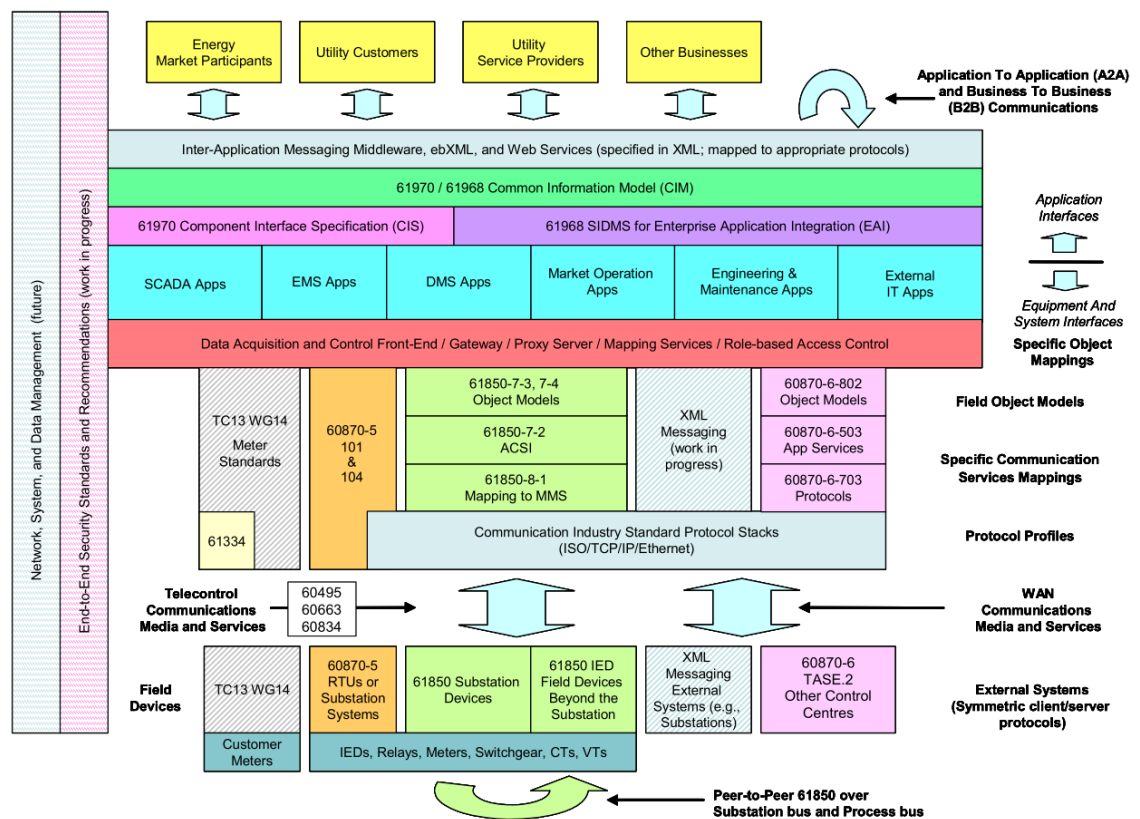 Energy
Market Participants
Utility Customers
Utility
Service Providers
Other Businesses
Application To Application (A2A)
and Business To Business
(B2B) Communications
Inter-Application Messaging Middleware, ebXML, and Web Services (specified in XML; mapped to appropriate protocols)
61970 / 61968 Common Information Model (CIM)
61970 Component Interface Specification (CIS)
61968 SIDMS for Enterprise Application Integration (EAI)
Application
Interfaces
SCADA Apps
EMS Apps
DMS Apps
Market Operation
Apps
Engineering &
Maintenance Apps
External
IT Apps
Equipment And
System Interfaces
Data Acquisition and Control Front-End / Gateway / Proxy Server / Mapping Services / Role-based Access Control
Specific Object
Mappings
Network, System, and Data Management (future)
End-to-End Security Standards and Recommendations (work in progress)
TC13 WG14
Meter
Standards
61334
60870-5
101
&
104
61850-7-3, 7-4
Object Models
61850-7-2
ACSI
61850-8-1
Mapping to MMS
XML
Messaging
(work in
progress)
60870-6-802
Object Models
60870-6-503
App Services
60870-6-703
Protocols
Field Object Models
Specific Communication
Services Mappings
Communication Industry Standard Protocol Stacks
(ISO/TCP/IP/Ethernet)
Protocol Profiles
Telecontrol
Communications
Media and Services
60495
60663
60834
WAN
Communications
Media and Services
Field
Devices
TC13 WG14
60870-5
RTUs or
Substation
Systems
61850 Substation
Devices
61850 IED
Field Devices
Beyond the
Substation
XML
Messaging
External
Systems (e.g.,
Substations)
60870-6
TASE.2
Other Control
Centres
External Systems
(Symmetric client/server
protocols)
Customer
Meters
IEDs, Relays, Meters, Switchgear, CTs, VTs
Peer-to-Peer 61850 over
Substation bus and Process bus